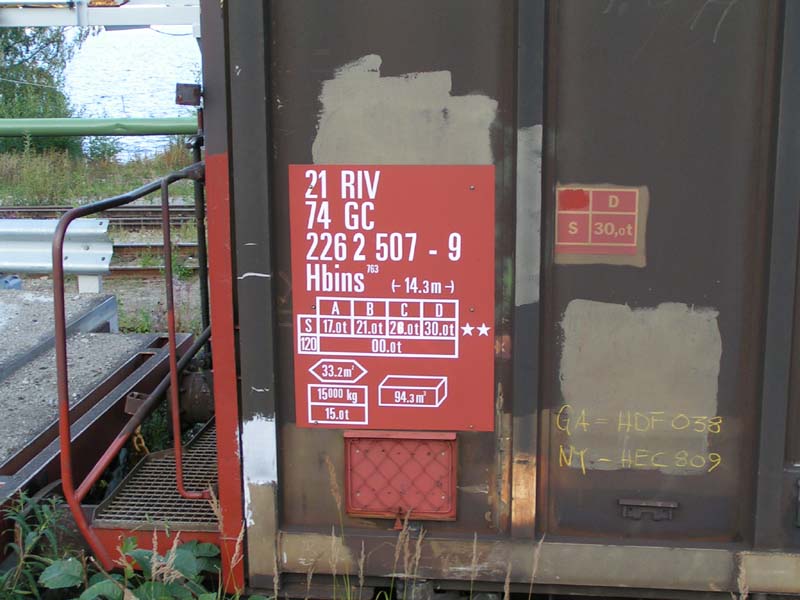 21 RIV
74 GC
226 2 507 - 9
Hbins 763 (- 14.3m -)
A B C D
S 17.0t 21.0t 26.0t 30.0t ★★
120 00.0t
33.2m²
15000 kg
15.0t
94.3m³
D
S 30,0t
GA = HDF 038
NY - HEC 809